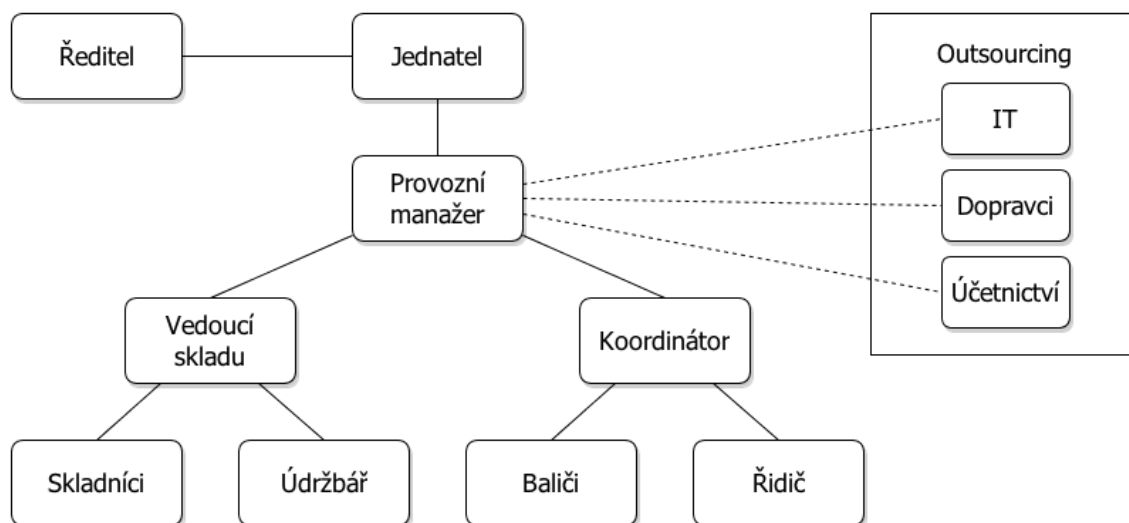 Ředitel
Jednatel
Outsourcing
IT
Provozní
manažer
Dopravci
Účetnictví
Vedoucí
skladu
Koordinátor
Skladníci
Údržbář
Baliči
Řidič